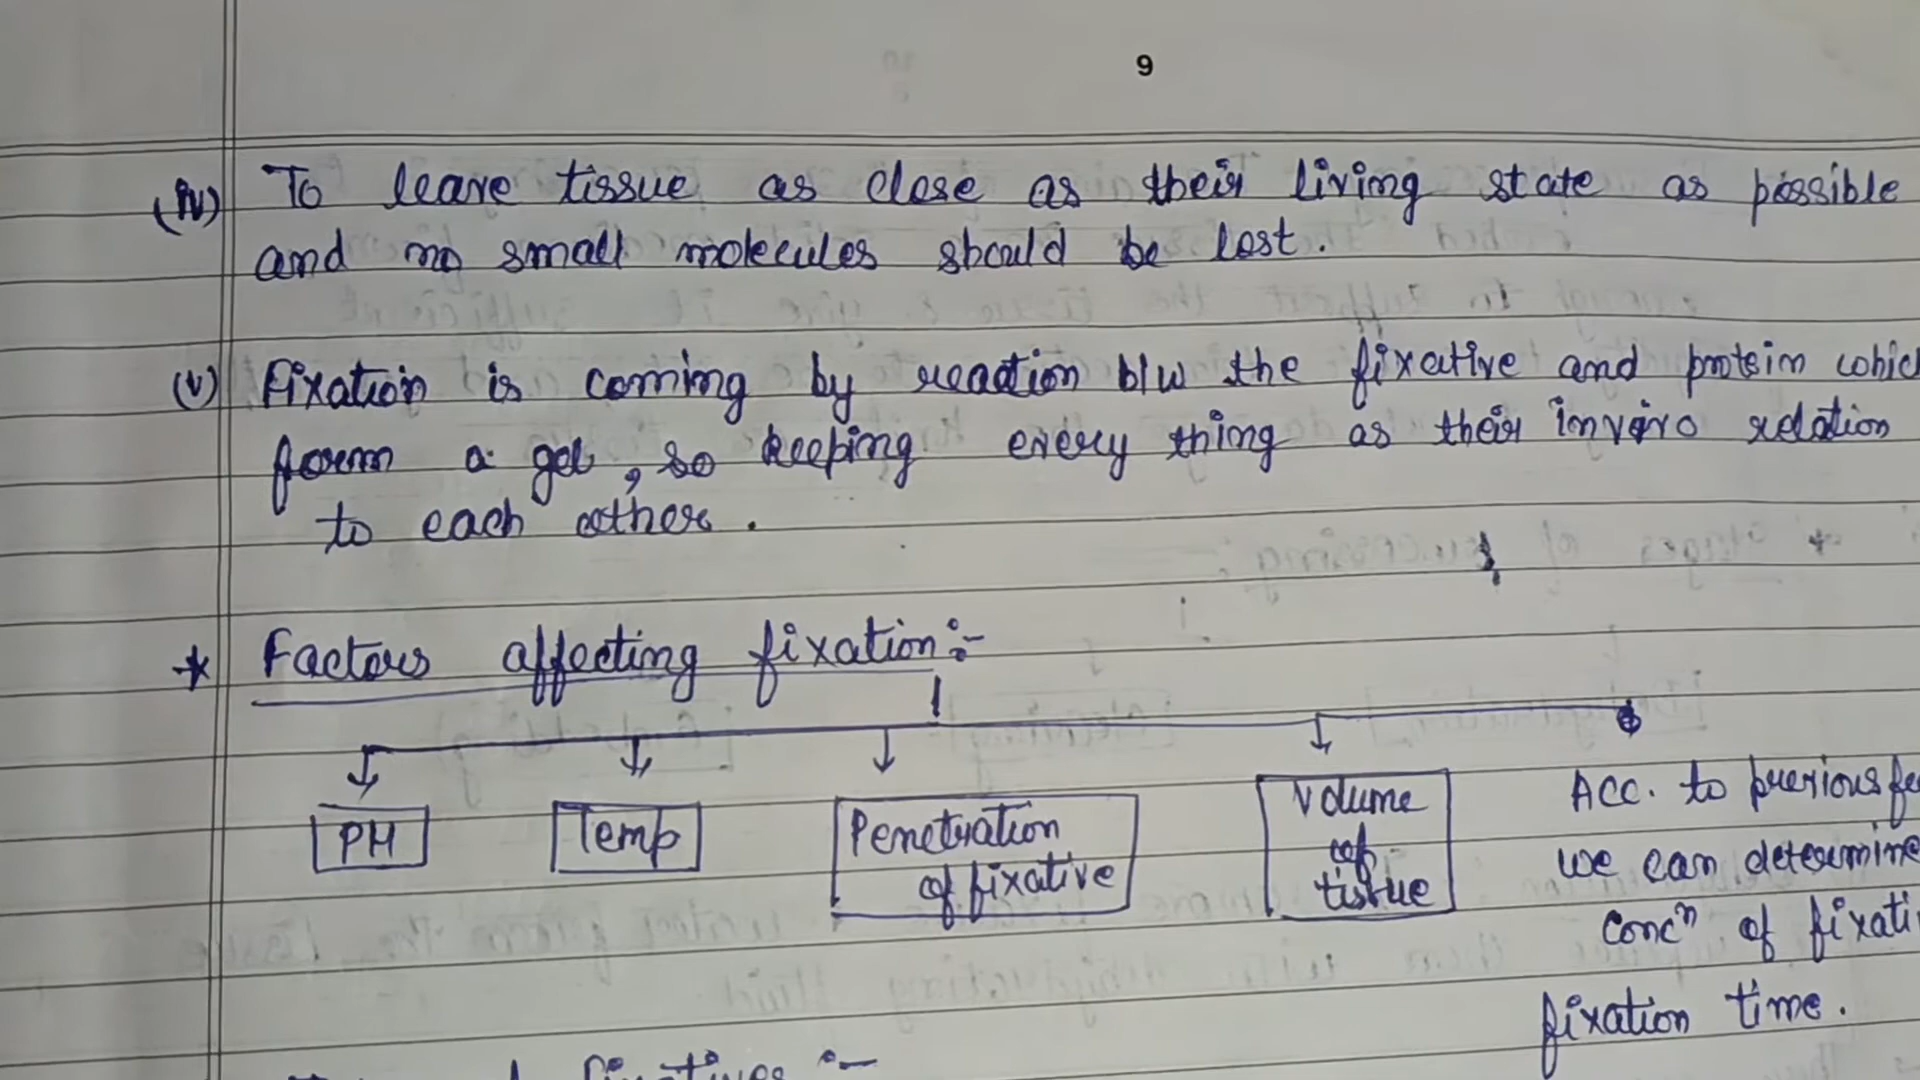 9
(iv) To leave tissue as close as their living state as possible
and no small molecules should be lost.
(v) Fixation is coming by reaction b/w the fixative and protein
form a gel, so keeping every thing as their invivo relation
to each others.
* Factors affecting fixation:-
PH
Temp
Penetration
of fixative
Volume
of
tissue
Acc. to previous
we can determine
concⁿ of
fixation time.